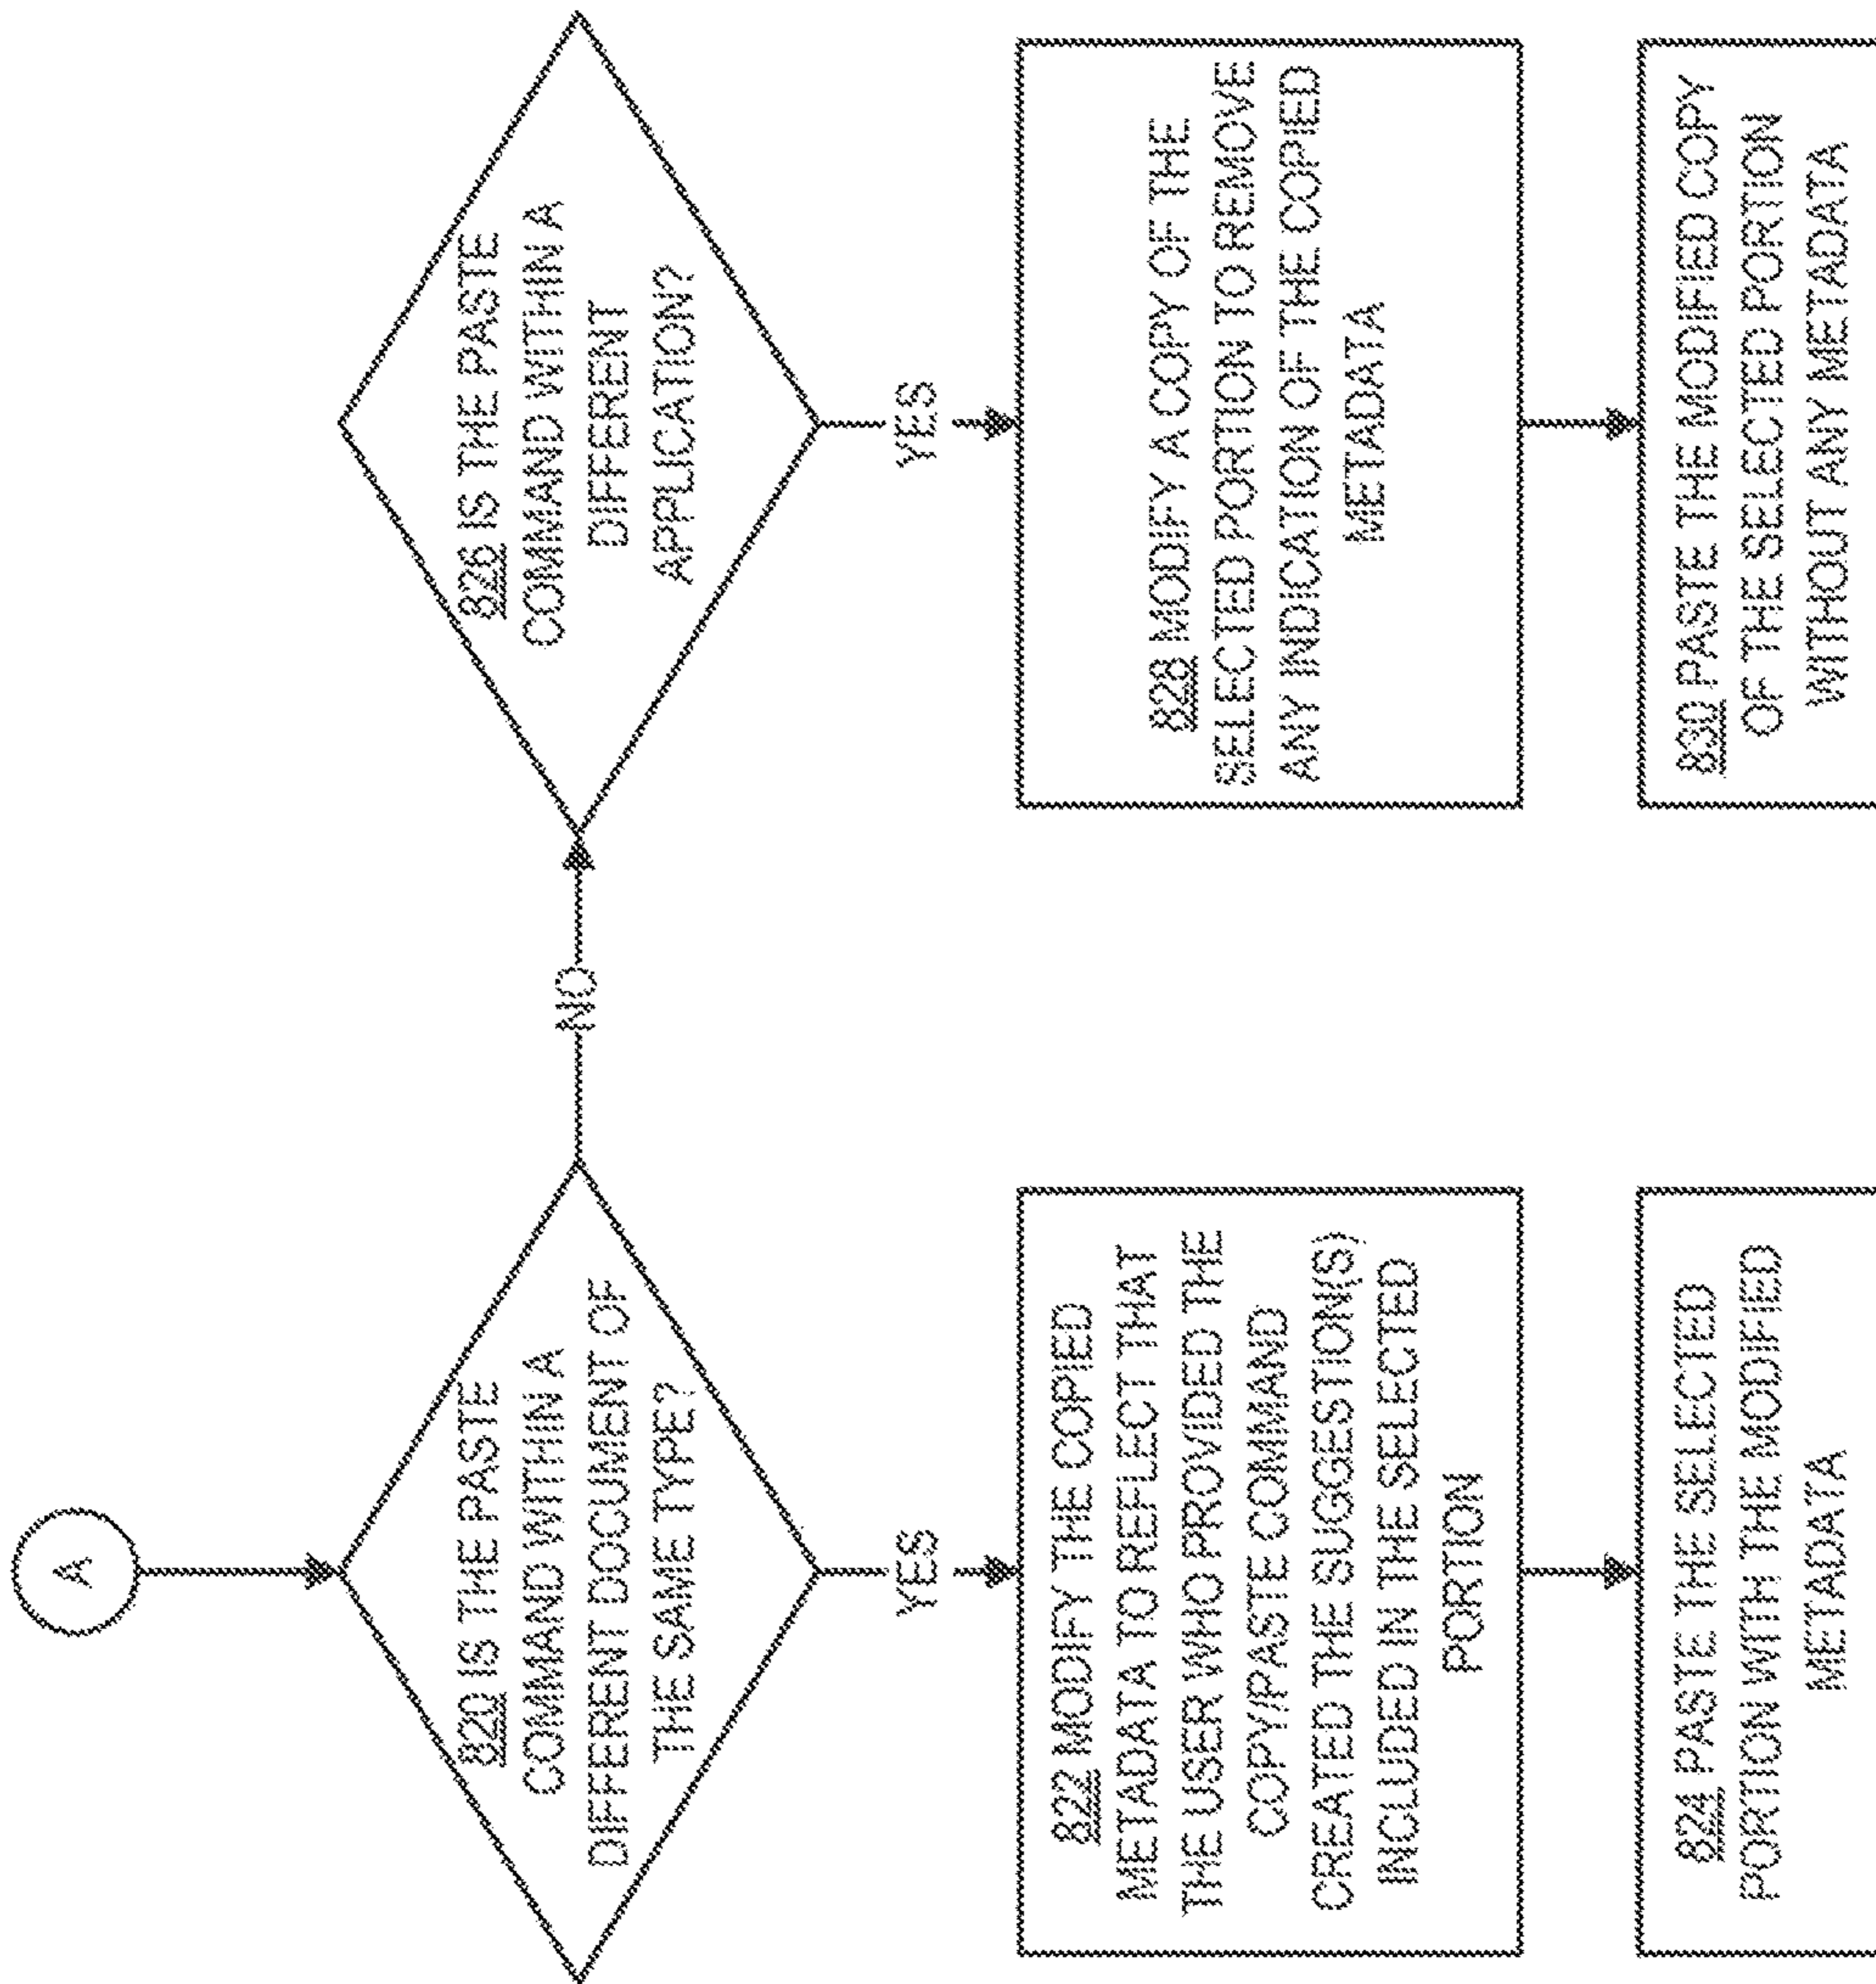 A
820 IS THE PASTE
COMMAND WITHIN A
DIFFERENT DOCUMENT OF
THE SAME TYPE?
NO
826 IS THE PASTE
COMMAND WITHIN A
DIFFERENT
APPLICATION?
YES
822 MODIFY THE COPIED
METADATA TO REFLECT THAT
THE USER WHO PROVIDED THE
COPY/PASTE COMMAND
CREATED THE SUGGESTION(S)
INCLUDED IN THE SELECTED
PORTION
YES
828 MODIFY A COPY OF THE
SELECTED PORTION TO REMOVE
ANY INDICATION OF THE COPIED
METADATA
824 PASTE THE SELECTED
PORTION WITH THE MODIFIED
METADATA
830 PASTE THE MODIFIED COPY
OF THE SELECTED PORTION
WITHOUT ANY METADATA